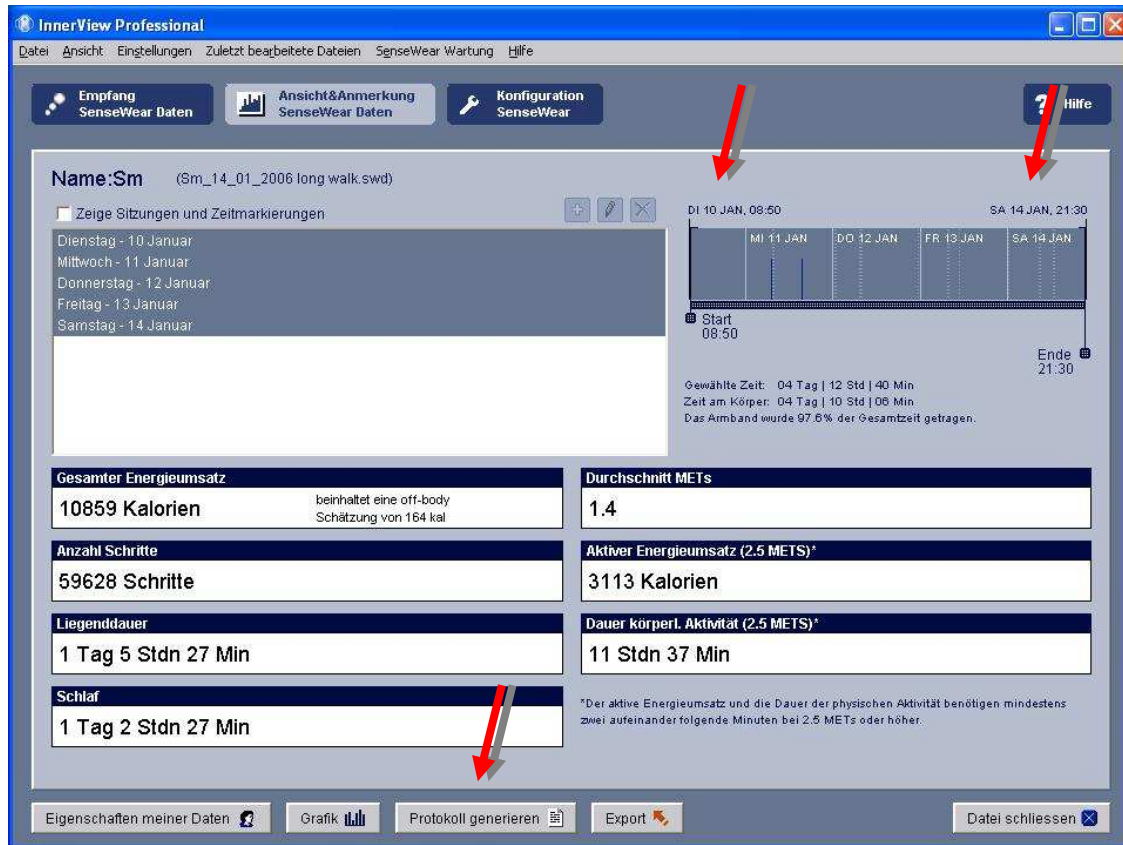 InnerView Professional
Datei Ansicht Einstellungen Zuletzt bearbeitete Dateien SenseWear Wartung Hilfe
Empfang
SenseWear Daten
Ansicht&Anmerkung
SenseWear Daten
Konfiguration
SenseWear
? Hilfe
Name:Sm (Sm_14_01_2006 long walk.swd)
Zeige Sitzungen und Zeitmarkierungen
Dienstag - 10 Januar
Mittwoch - 11 Januar
Donnerstag - 12 Januar
Freitag - 13 Januar
Samstag - 14 Januar
DI 10 JAN, 08:50 SA 14 JAN, 21:30
MI 11 JAN DO 12 JAN FR 13 JAN SA 14 JAN
Start
08:50
Ende
21:30
Gewählte Zeit: 04 Tag | 12 Std | 40 Min
Zeit am Körper: 04 Tag | 10 Std | 06 Min
Das Armband wurde 97.6% der Gesamtzeit getragen.
Gesamter Energieumsatz
10859 Kalorien
beinhaltet eine off-body
Schätzung von 164 kal
Durchschnitt METs
1.4
Anzahl Schritte
59628 Schritte
Aktiver Energieumsatz (2.5 METS)*
3113 Kalorien
Liegenddauer
1 Tag 5 Stdn 27 Min
Dauer körperl. Aktivität (2.5 METS)*
11 Stdn 37 Min
Schlaf
1 Tag 2 Stdn 27 Min
*Der aktive Energieumsatz und die Dauer der physischen Aktivität benötigen mindestens
zwei aufeinander folgende Minuten bei 2.5 METs oder höher.
Eigenschaften meiner Daten Grafik Protokoll generieren Export Datei schliessen